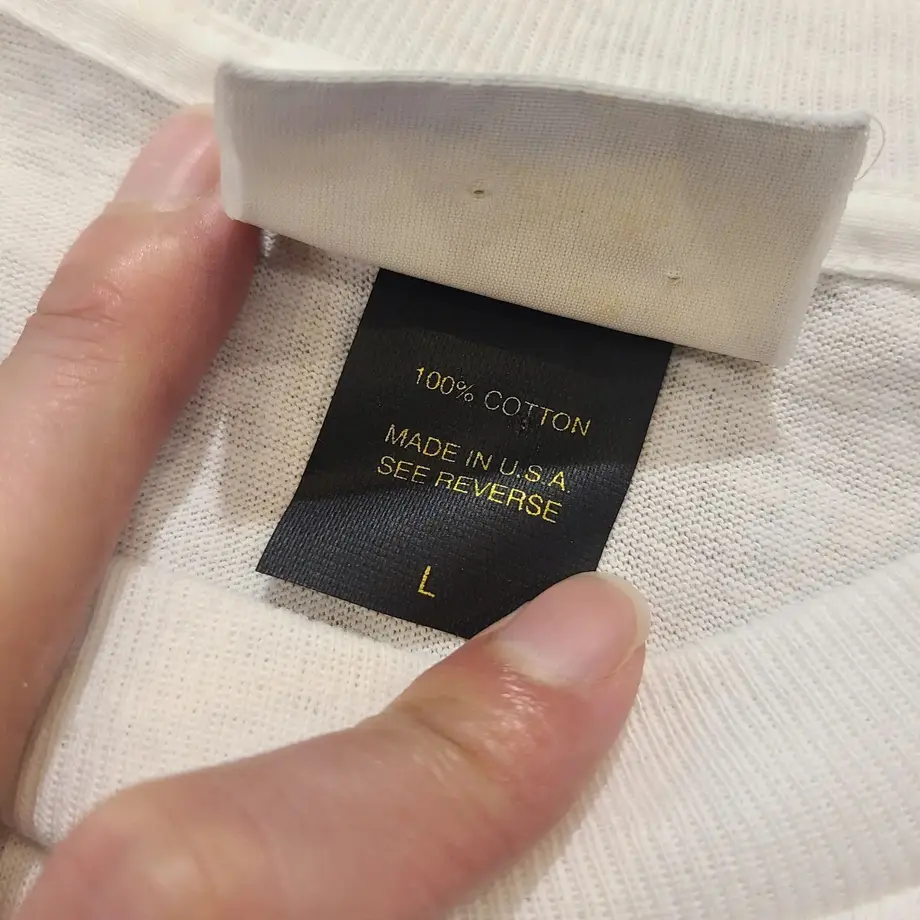 100% COTTON
MADE IN U.S.A.
SEE REVERSE
L